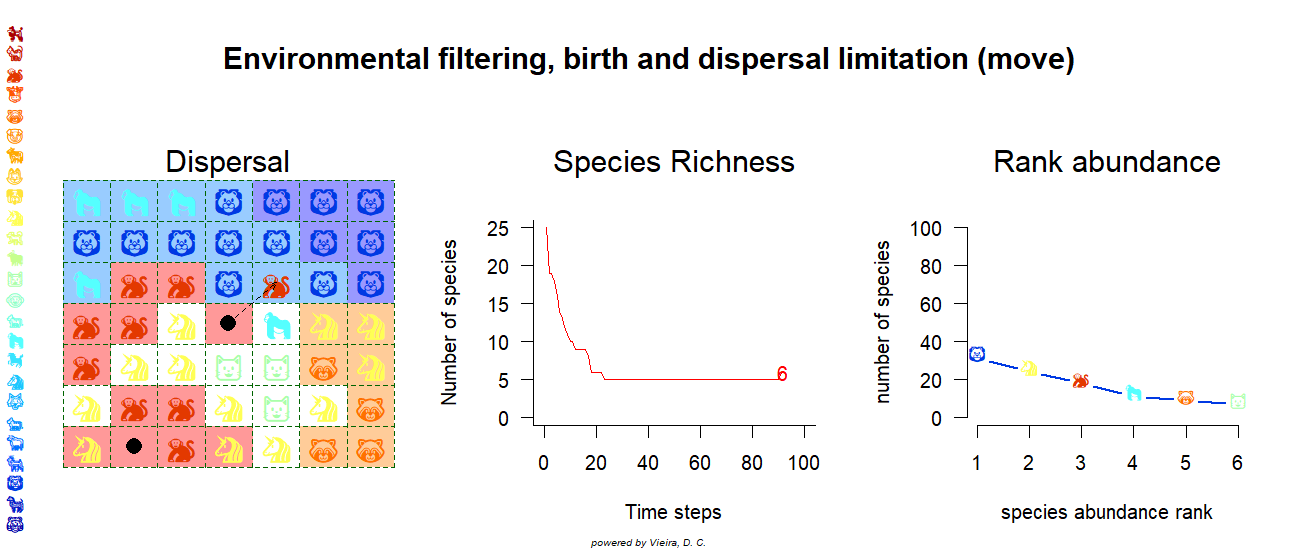 Environmental filtering, birth and dispersal limitation (move)
Dispersal
Species Richness
Rank abundance
Number of species
25
20
15
10
5
0
6
0 20 40 60 80 100
Time steps
number of species
100
80
60
40
20
0
1 2 3 4 5 6
species abundance rank
powered by Vieira, D. C.